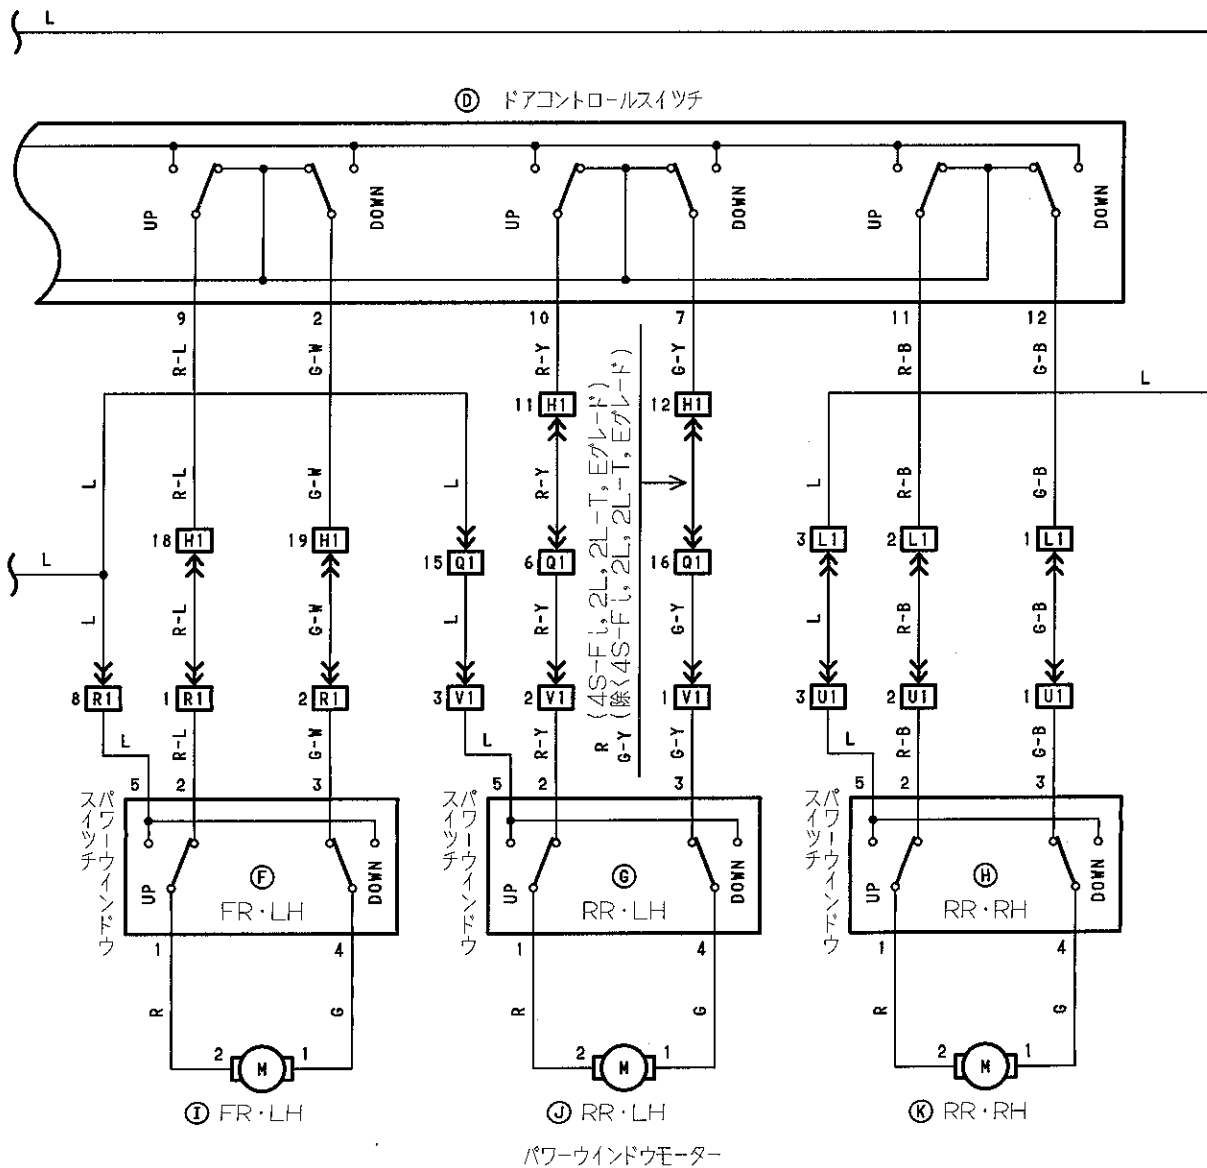 L
Ⓓ ドアコントロールスイッチ
UP DOWN UP DOWN UP DOWN
9 2 10 7 11 12
R-L G-W R-Y G-Y R-B G-B
L
11 H1 12 H1
L R-L G-W L R-Y L R-B G-B
R (4S-Fi, 2L, 2L-T, Eグレード)
G-Y (除く4S-Fi, 2L, 2L-T, Eグレード)
18 H1 19 H1 3 L1 2 L1 1 L1
L
15 Q1 6 Q1 16 Q1
L R-L G-W L R-Y G-Y L R-B G-B
8 R1 1 R1 2 R1 3 V1 2 V1 1 V1 3 U1 2 U1 1 U1
L R-L G-W L R-Y G-Y L R-B G-B
5 2 3 5 2 3 5 2 3
パワーウインドウ
スイッチ
パワーウインドウ
スイッチ
パワーウインドウ
スイッチ
UP Ⓕ DOWN UP Ⓖ DOWN UP Ⓗ DOWN
FR・LH RR・LH RR・RH
1 4 1 4 1 4
R G R G R G
2 M 1 2 M 1 2 M 1
Ⓘ FR・LH Ⓙ RR・LH Ⓚ RR・RH
パワーウインドウモーター